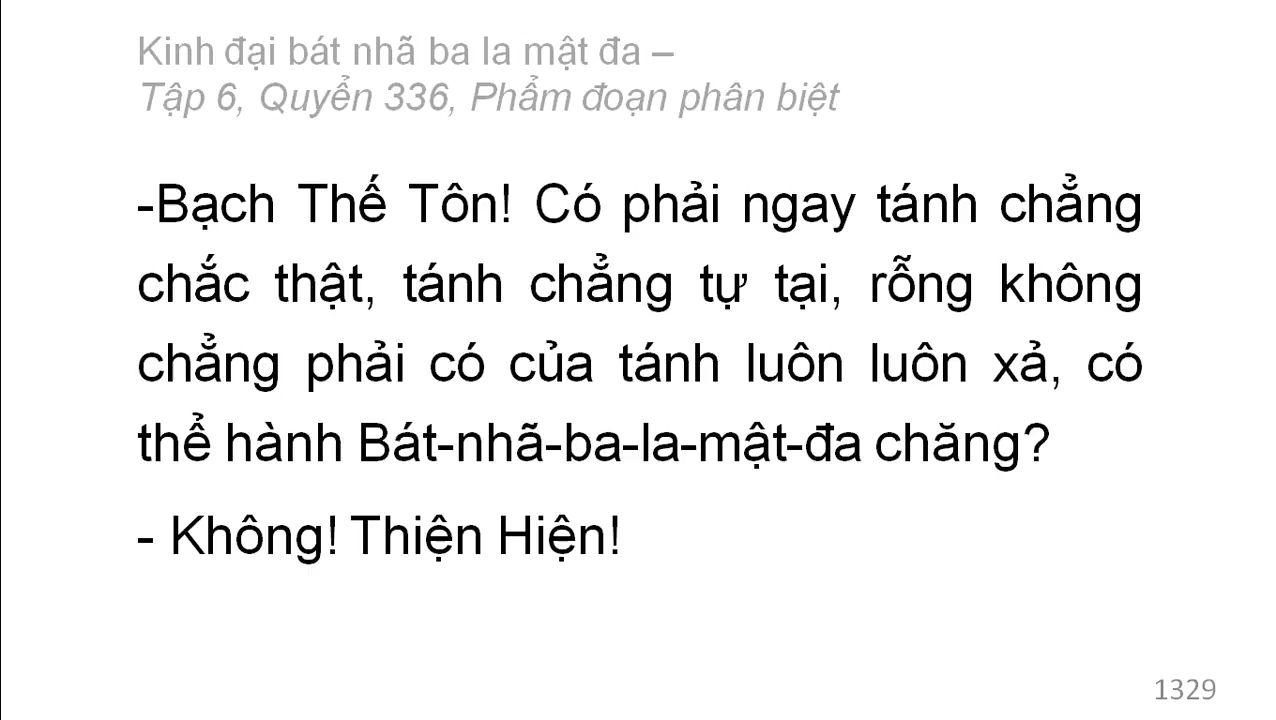 Kinh đại bát nhã ba la mật đa –
Tập 6, Quyển 336, Phẩm đoạn phân biệt
-Bạch Thế Tôn! Có phải ngay tánh chẳng
chắc thật, tánh chẳng tự tại, rỗng không
chẳng phải có của tánh luôn luôn xả, có
thể hành Bát-nhã-ba-la-mật-đa chăng?
- Không! Thiện Hiện!
1329